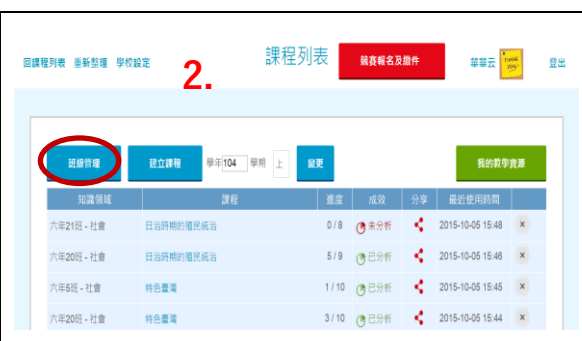 回課程列表 重新整理 學校設定 2. 課程列表 競賽報名及繳件 華華云 THANK YOU! 登出
班級管理 建立課程 學年 104 學期 上 變更 我的教學資源
知識領域 課程 進度 成效 分享 最近使用時間
六年21班 - 社會 日治時期的殖民統治 0 / 8 未分析 2015-10-05 15:48 ×
六年20班 - 社會 日治時期的殖民統治 5 / 9 已分析 2015-10-05 15:46 ×
六年5班 - 社會 特色臺灣 1 / 10 已分析 2015-10-05 15:45 ×
六年20班 - 社會 特色臺灣 3 / 10 已分析 2015-10-05 15:44 ×